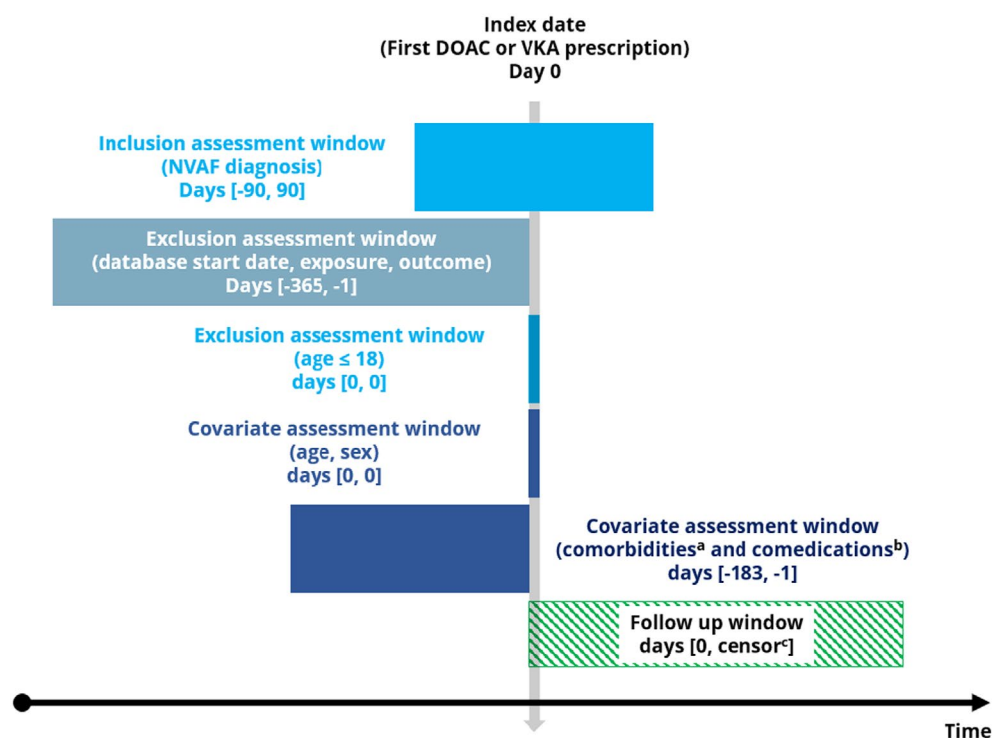 Index date
(First DOAC or VKA prescription)
Day 0
Inclusion assessment window
(NVAF diagnosis)
Days [-90, 90]
Exclusion assessment window
(database start date, exposure, outcome)
Days [-365, -1]
Exclusion assessment window
(age ≤ 18)
days [0, 0]
Covariate assessment window
(age, sex)
days [0, 0]
Covariate assessment window
(comorbiditiesᵃ and comedicationsᵇ)
days [-183, -1]
Follow up window
days [0, censorᶜ]
Time